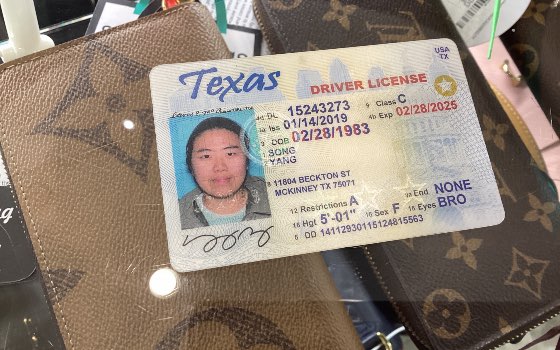 USA
TX
Texas
DRIVER LICENSE
4d DL 15243273 9 Class C
4a Iss 01/14/2019 4b Exp 02/28/2025
3 DOB 02/28/1983
1 SONG
2 YANG
8 11804 BECKTON ST
MCKINNEY TX 75071
12 Restrictions A 9a End NONE
16 Hgt 5'-01" 15 Sex F 18 Eyes BRO
5 DD 14112930115124815563